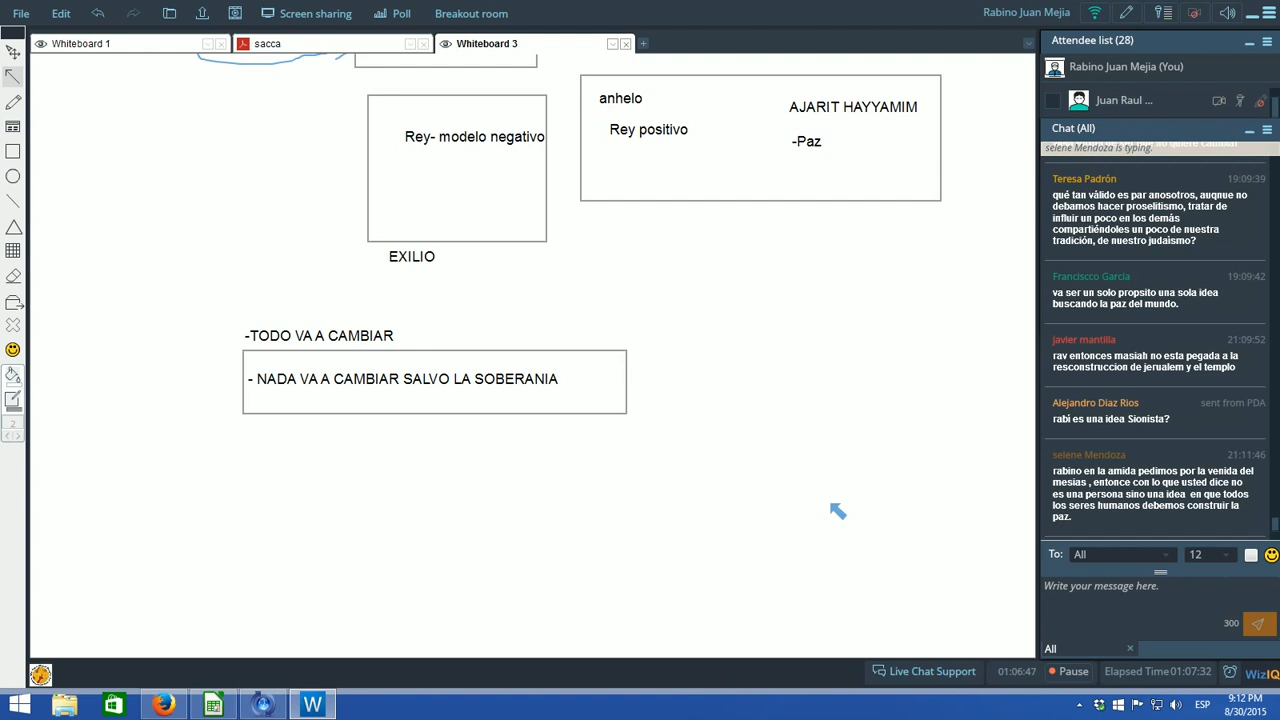 File Edit Screen sharing Poll Breakout room Rabino Juan Mejia
Whiteboard 1 sacca Whiteboard 3
Rey- modelo negativo
EXILIO
anhelo
Rey positivo
AJARIT HAYYAMIM
-Paz
-TODO VA A CAMBIAR
- NADA VA A CAMBIAR SALVO LA SOBERANIA
2
Attendee list (28)
Rabino Juan Mejia (You)
Juan Raul ...
Chat (All)
selene Mendoza is typing.
Teresa Padrón 19:09:39
qué tan válido es par anosotros, auqnue no
debamos hacer proselitismo, tratar de
influir un poco en los demás
compartiéndoles un poco de nuestra
tradición, de nuestro judaismo?
Franciscco Garcia 19:09:42
va ser un solo propsito una sola idea
buscando la paz del mundo.
javier mantilla 19:09:52
rav entonces masiah no esta pegada a la
resconstruccion de jerualem y el templo
Alejandro Diaz Rios sent from PDA
rabí es una idea Sionista?
selene Mendoza 21:11:46
rabino en la amida pedimos por la venida del
mesias , entonce con lo que usted dice no
es una persona sino una idea en que todos
los seres humanos debemos construir la
paz.
To: All 12
Write your message here.
300
All
Live Chat Support 01:06:47 Pause Elapsed Time 01:07:32 WizIQ
ESP 9:12 PM
8/30/2015